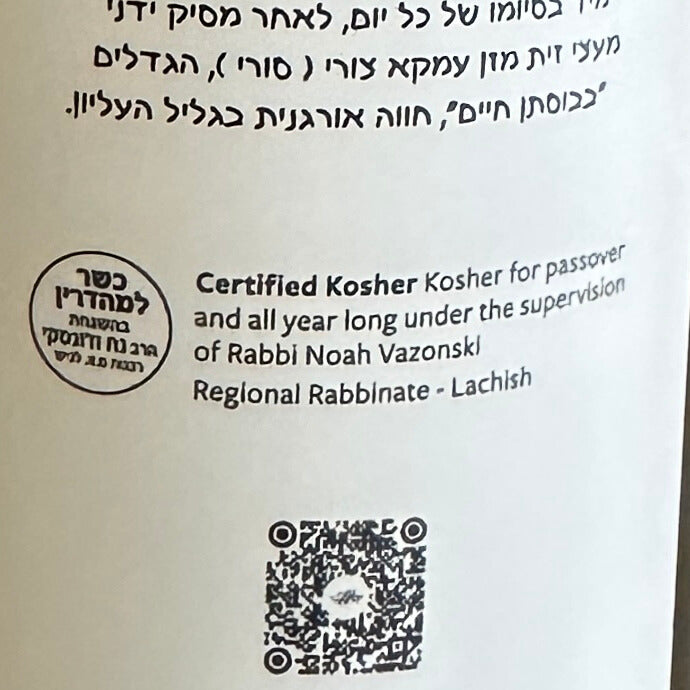 בסיומו של כל יום, לאחר מסיק ידני
מעצי זית מזן עמקא צורי ( סורי ), הגדלים
"בבוסתן חיים", חווה אורגנית בגליל העליון.
כשר
למהדרין
בהשגחת
הרב נח וזונסקי
רבנות מ.א. לכיש
Certified Kosher Kosher for passover
and all year long under the supervision
of Rabbi Noah Vazonski
Regional Rabbinate - Lachish